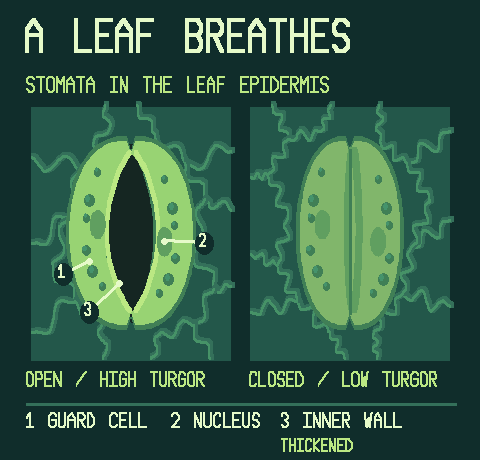 A LEAF BREATHES
STOMATA IN THE LEAF EPIDERMIS
2
1
3
OPEN / HIGH TURGOR
CLOSED / LOW TURGOR
1 GUARD CELL
2 NUCLEUS
3 INNER WALL
THICKENED